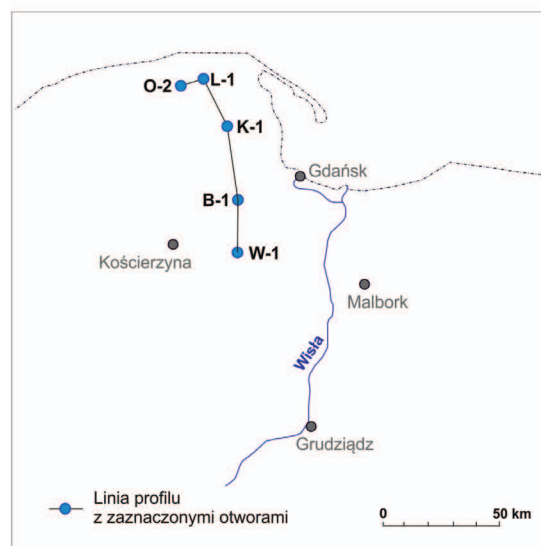 O-2
L-1
K-1
Gdańsk
B-1
W-1
Kościerzyna
Malbork
Wisła
Grudziądz
Linia profilu
z zaznaczonymi otworami
0 50 km